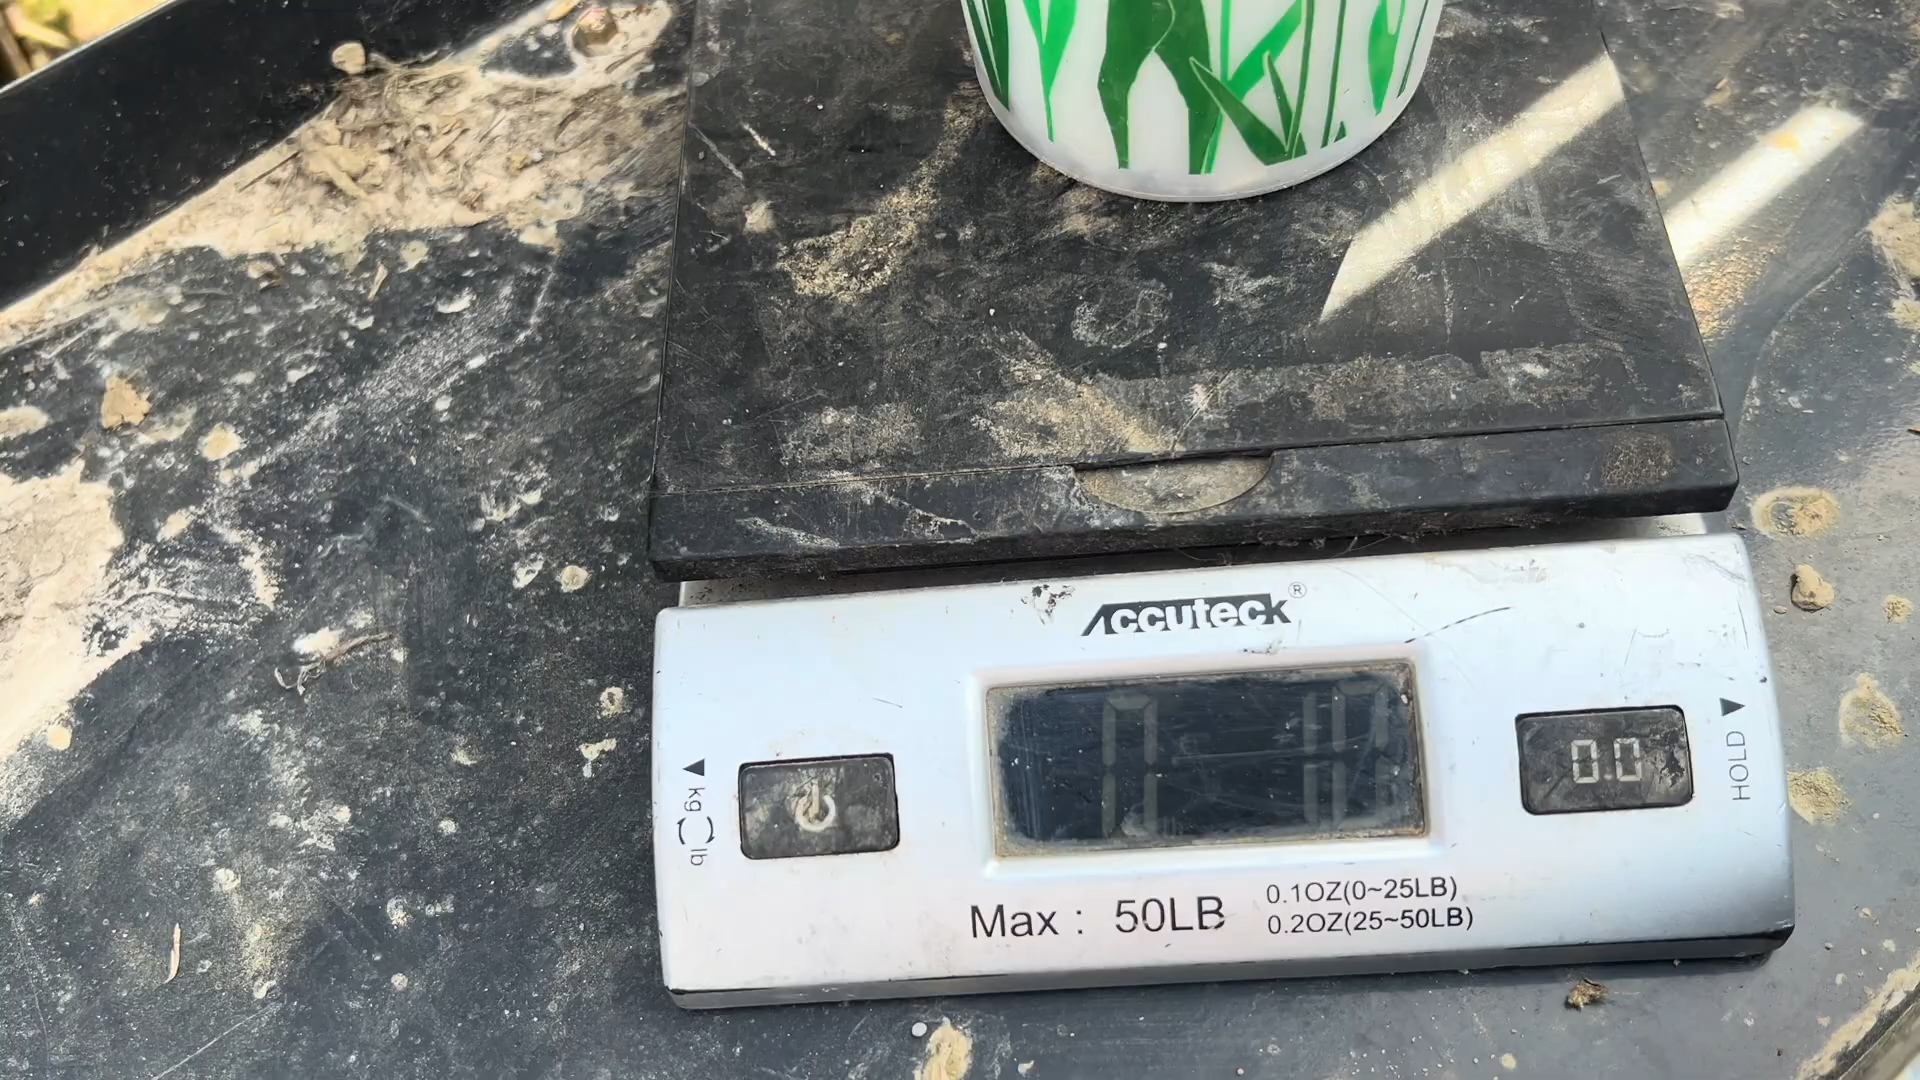 Accuteck®
kg lb
0.0
HOLD
Max : 50LB
0.1OZ(0~25LB)
0.2OZ(25~50LB)